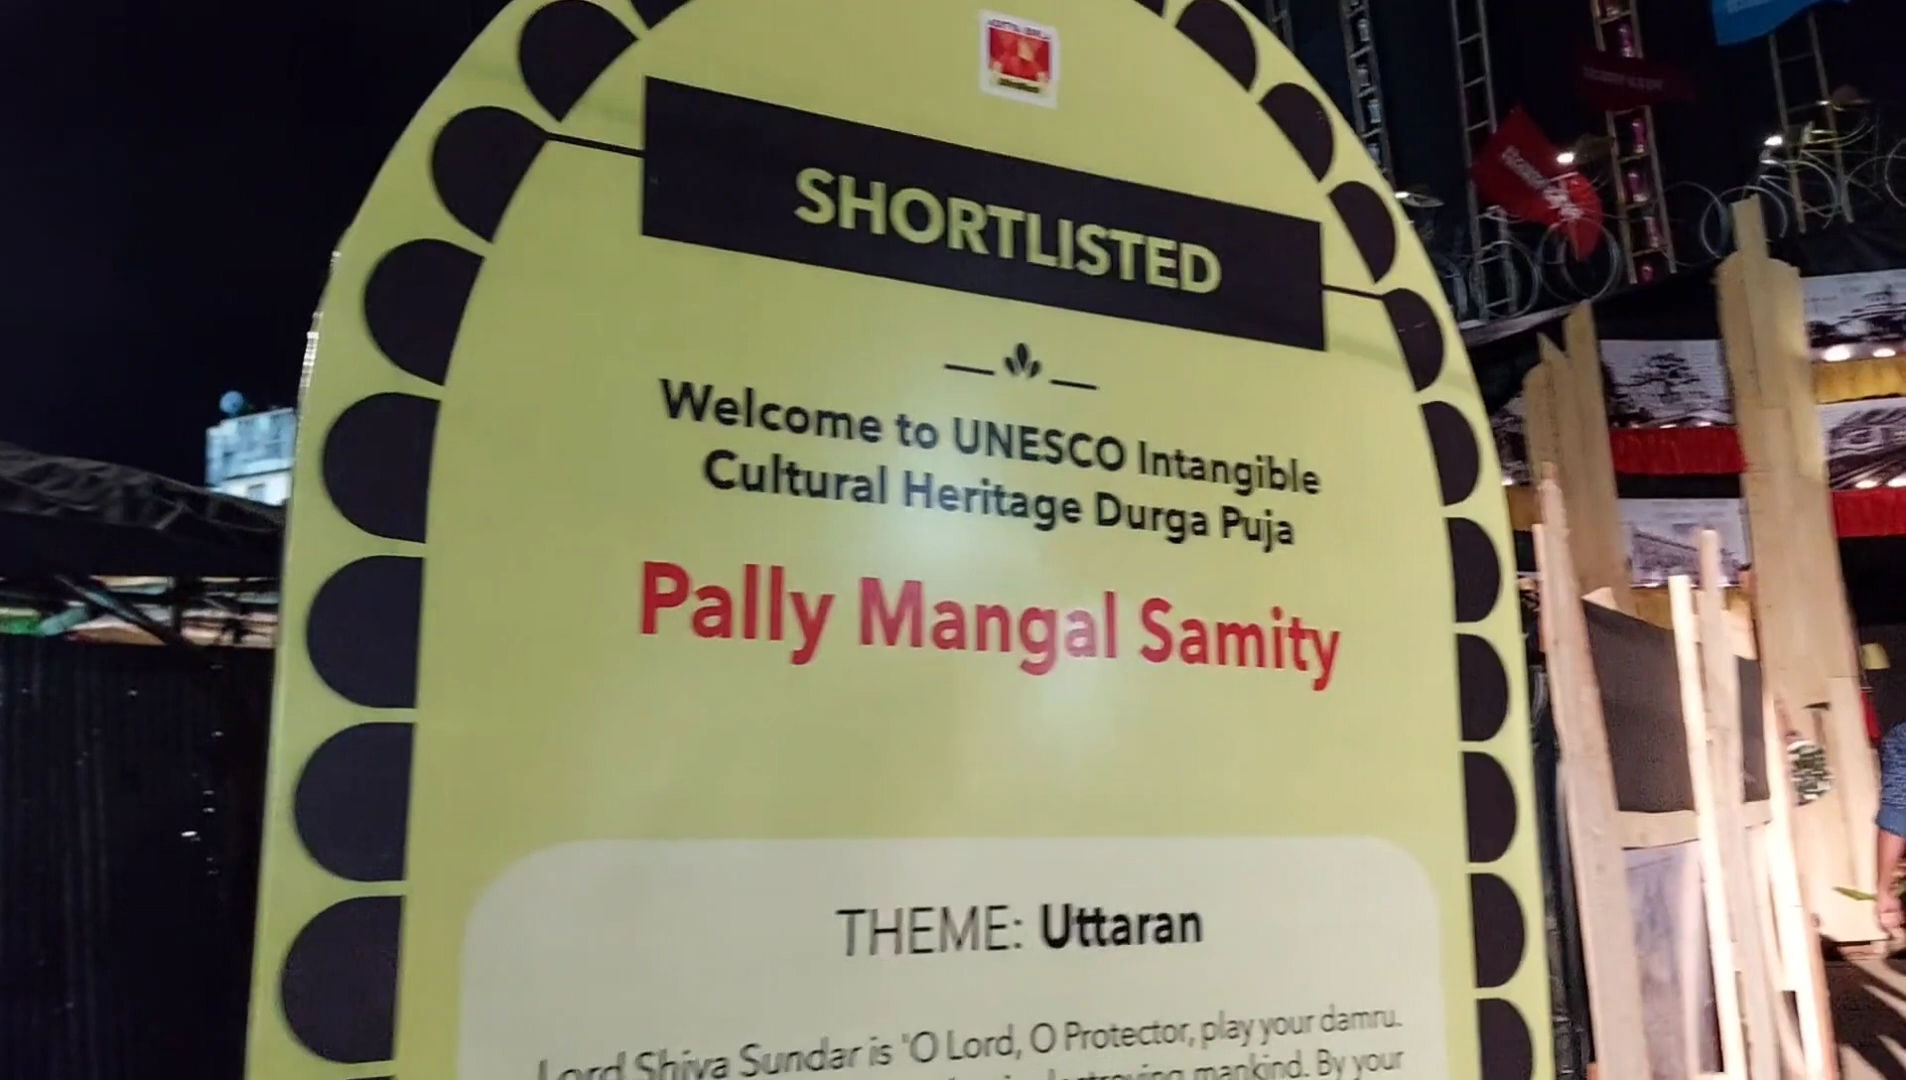 SHORTLISTED
Welcome to UNESCO Intangible
Cultural Heritage Durga Puja
Pally Mangal Samity
THEME: Uttaran
Lord Shiva Sundar is 'O Lord, O Protector, play your damru.
destroying mankind. By your